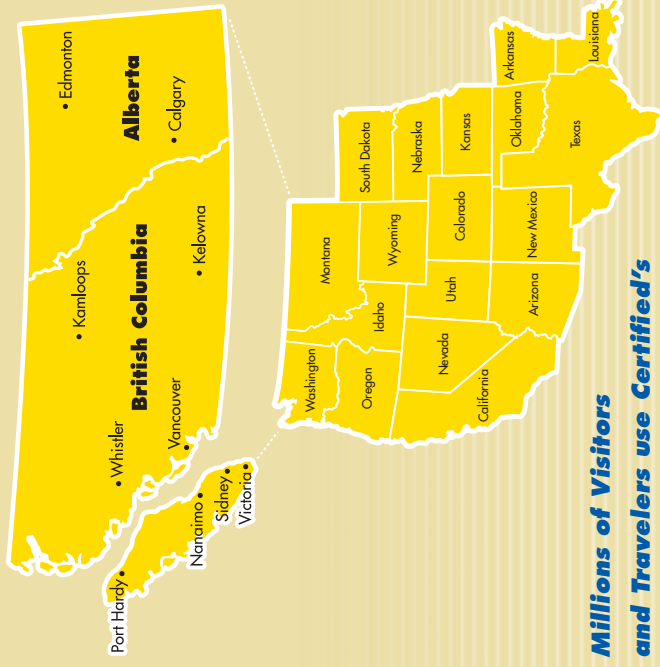 Edmonton
Alberta
Calgary
British Columbia
Kamloops
Kelowna
Whistler
Vancouver
Port Hardy
Nanaimo
Sidney
Victoria
Washington
Montana
South Dakota
Oregon
Idaho
Wyoming
Nebraska
Nevada
Utah
Colorado
Kansas
California
Arizona
New Mexico
Oklahoma
Arkansas
Texas
Louisiana
Millions of Visitors
and Travelers use Certified's